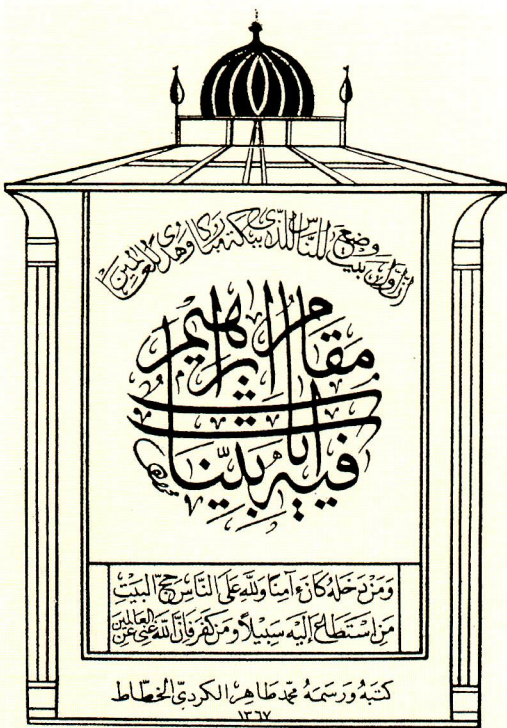 إن أول بيت وضع للناس للذي ببكة مباركا وهدى للعالمين
فيه آيات بينات
مقام إبراهيم
ومن دخله كان آمنا ولله على الناس حج البيت
من استطاع إليه سبيلا ومن كفر فإن الله غني عن العالمين
كتبه ورسمه محمد طاهر الكردي الخطاط
١٣٦٧